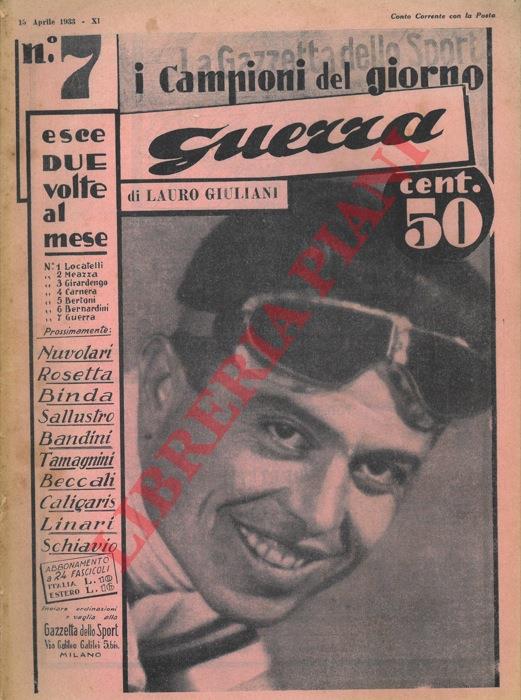 15 Aprile 1933 - XI
Conto Corrente con la Posta
n.º 7
La Gazzetta dello Sport
i Campioni del giorno
guerra
di LAURO GIULIANI
cent.
50
esce
DUE
volte
al
mese
N.º 1 Locatelli
,, 2 Meazza
,, 3 Girardengo
,, 4 Carnera
,, 5 Bertoni
,, 6 Bernardini
,, 7 Guerra
Prossimamente:
Nuvolari
Rosetta
Binda
Sallustro
Bandini
Tamagnini
Beccali
Caligaris
Linari
Schiavio
ABBONAMENTO
a 24 FASCICOLI
ITALIA L.
ESTERO L.
Inviare ordinazioni
e vaglia alla
Gazzetta dello Sport
Via Galileo Galilei 5 bis.
MILANO
LIBRERIA PIANI